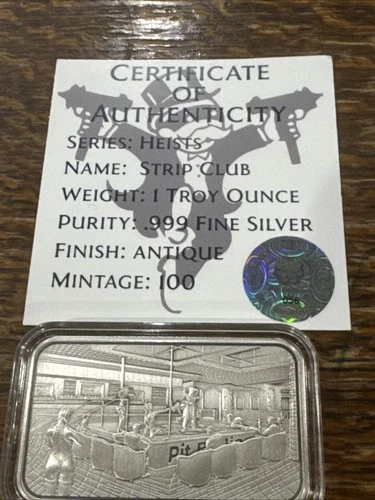 CERTIFICATE
OF
AUTHENTICITY
SERIES: HEISTS
NAME: STRIP CLUB
WEIGHT: 1 TROY OUNCE
PURITY: .999 FINE SILVER
FINISH: ANTIQUE
MINTAGE: 100
Pit